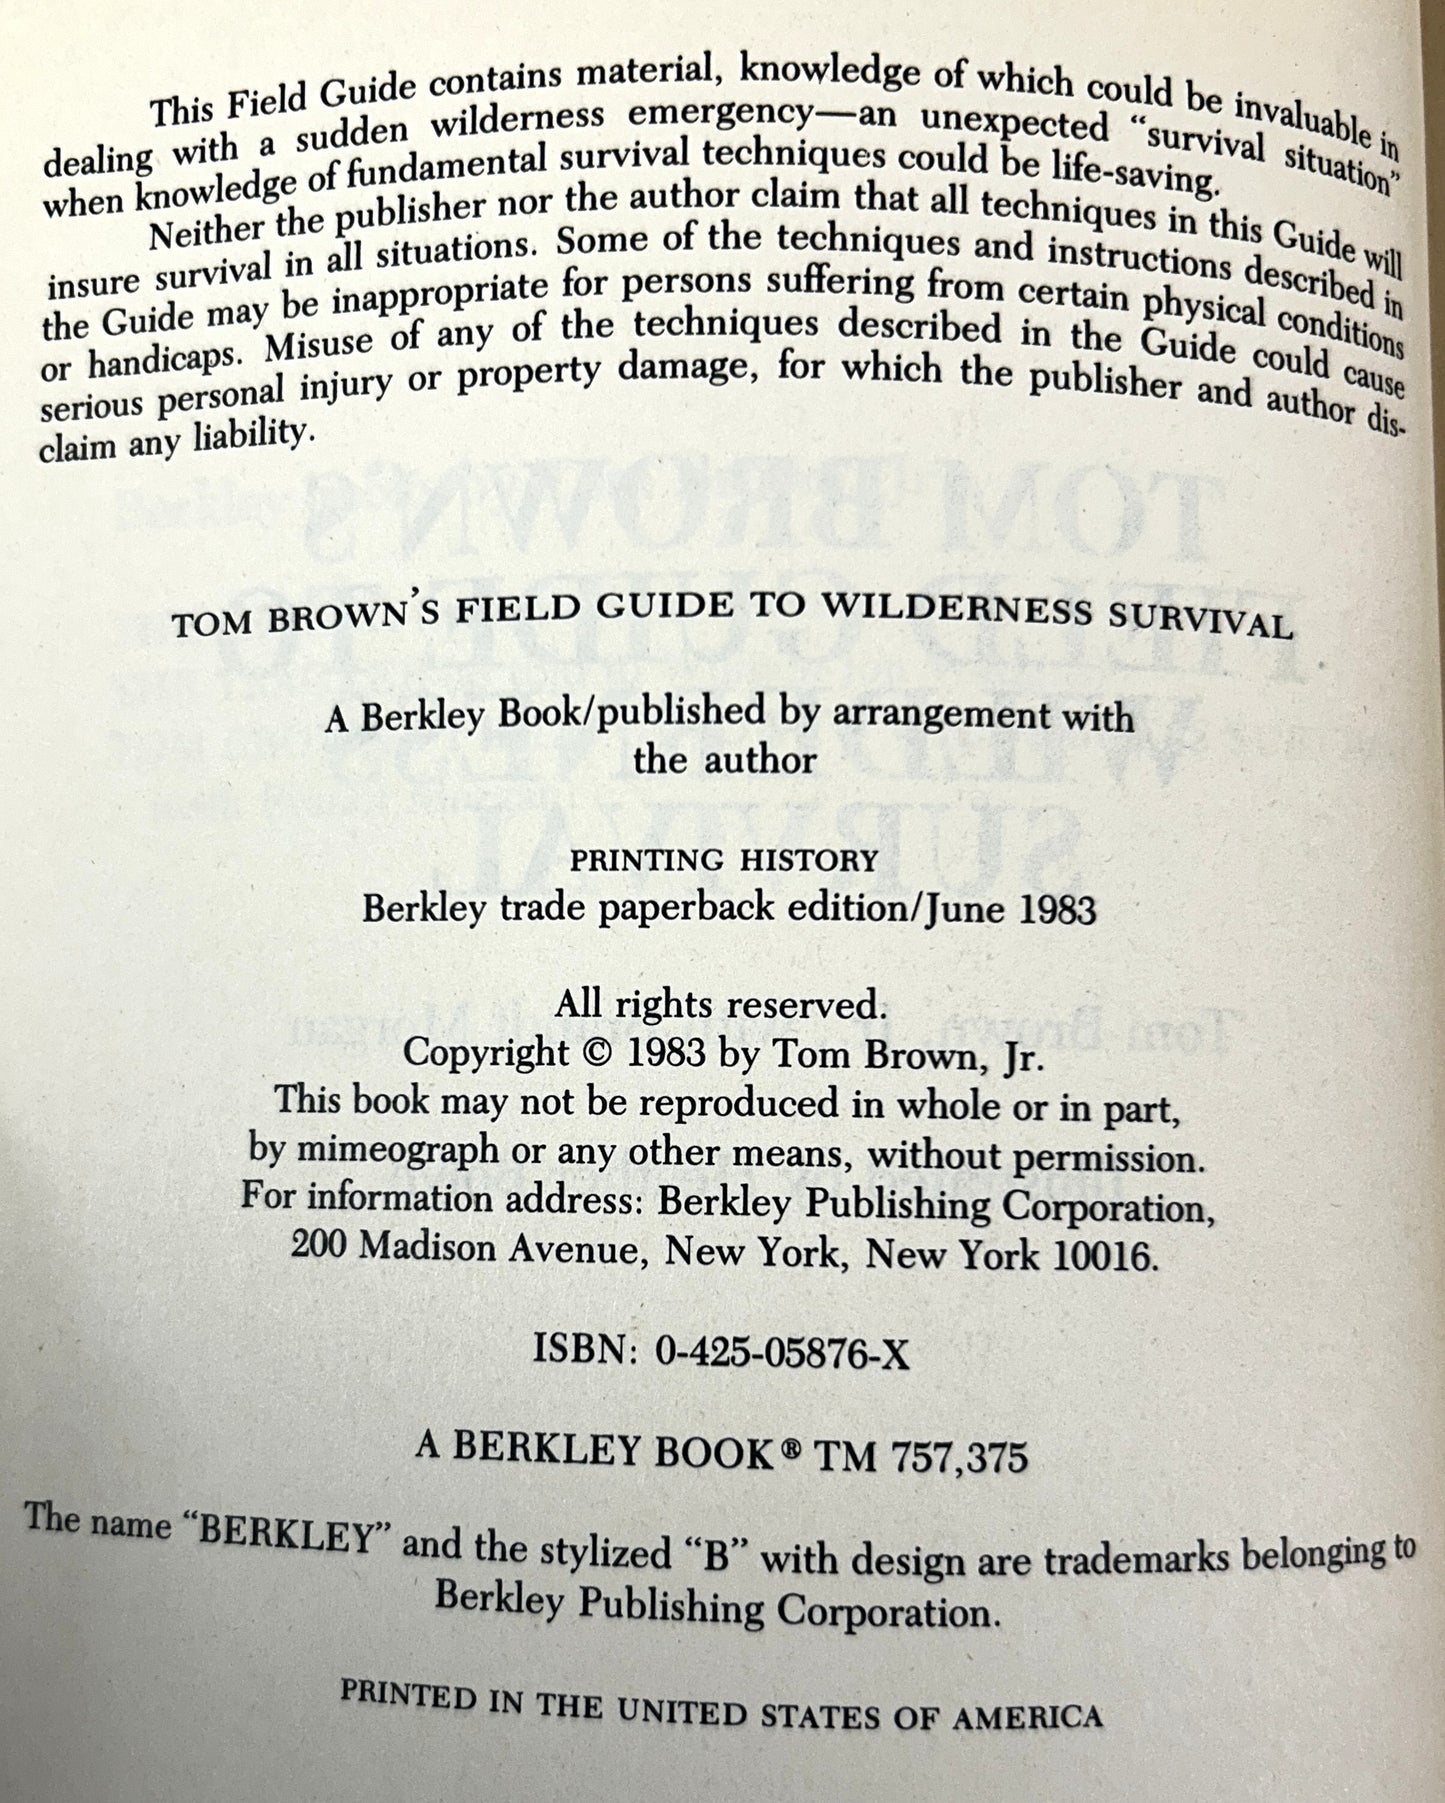 This Field Guide contains material, knowledge of which could be invaluable in
dealing with a sudden wilderness emergency—an unexpected “survival situation”
when knowledge of fundamental survival techniques could be life-saving.
Neither the publisher nor the author claim that all techniques in this Guide will
insure survival in all situations. Some of the techniques and instructions described in
the Guide may be inappropriate for persons suffering from certain physical conditions
or handicaps. Misuse of any of the techniques described in the Guide could cause
serious personal injury or property damage, for which the publisher and author dis-
claim any liability.
TOM BROWN'S FIELD GUIDE TO WILDERNESS SURVIVAL
A Berkley Book/published by arrangement with
the author
PRINTING HISTORY
Berkley trade paperback edition/June 1983
All rights reserved.
Copyright © 1983 by Tom Brown, Jr.
This book may not be reproduced in whole or in part,
by mimeograph or any other means, without permission.
For information address: Berkley Publishing Corporation,
200 Madison Avenue, New York, New York 10016.
ISBN: 0-425-05876-X
A BERKLEY BOOK® TM 757,375
The name “BERKLEY” and the stylized “B” with design are trademarks belonging to
Berkley Publishing Corporation.
PRINTED IN THE UNITED STATES OF AMERICA